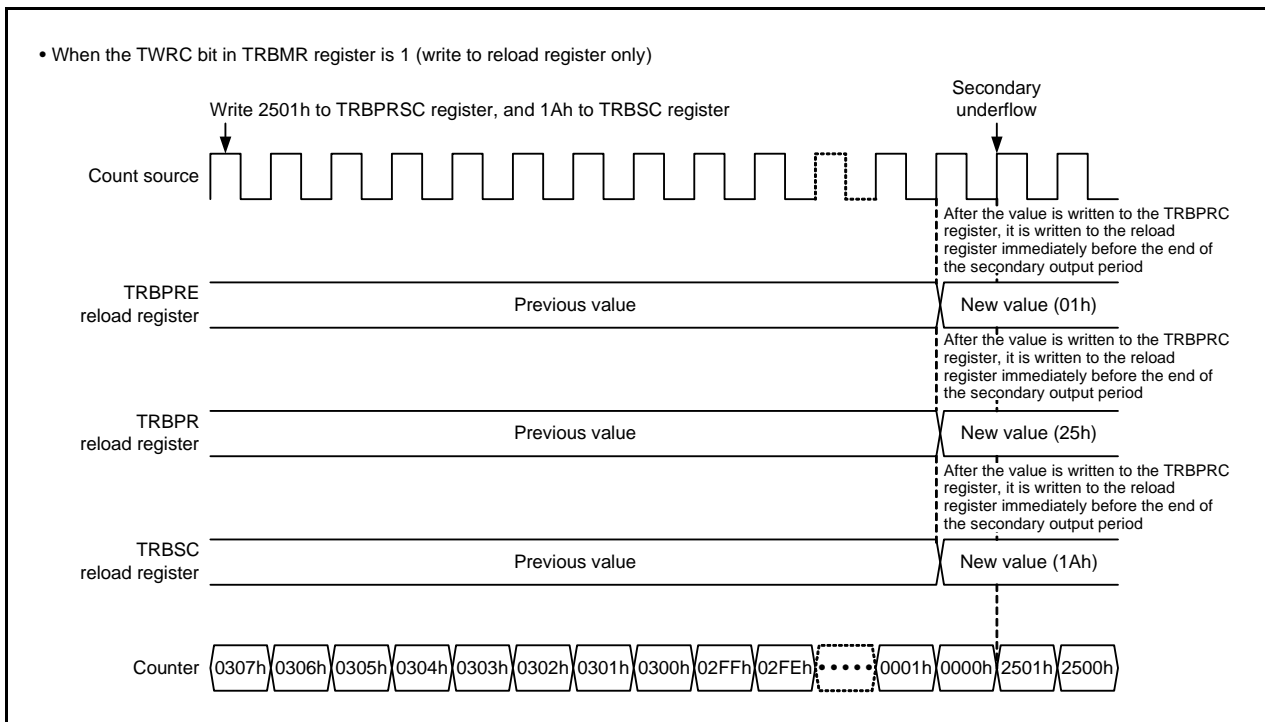 • When the TWRC bit in TRBMR register is 1 (write to reload register only)
Write 2501h to TRBPRSC register, and 1Ah to TRBSC register
Secondary
underflow
Count source
After the value is written to the TRBPRC
register, it is written to the reload
register immediately before the end of
the secondary output period
TRBPRE
reload register
Previous value
New value (01h)
After the value is written to the TRBPRC
register, it is written to the reload
register immediately before the end of
the secondary output period
TRBPR
reload register
Previous value
New value (25h)
After the value is written to the TRBPRC
register, it is written to the reload
register immediately before the end of
the secondary output period
TRBSC
reload register
Previous value
New value (1Ah)
Counter 0307h 0306h 0305h 0304h 0303h 0302h 0301h 0300h 02FFh 02FEh ••••• 0001h 0000h 2501h 2500h